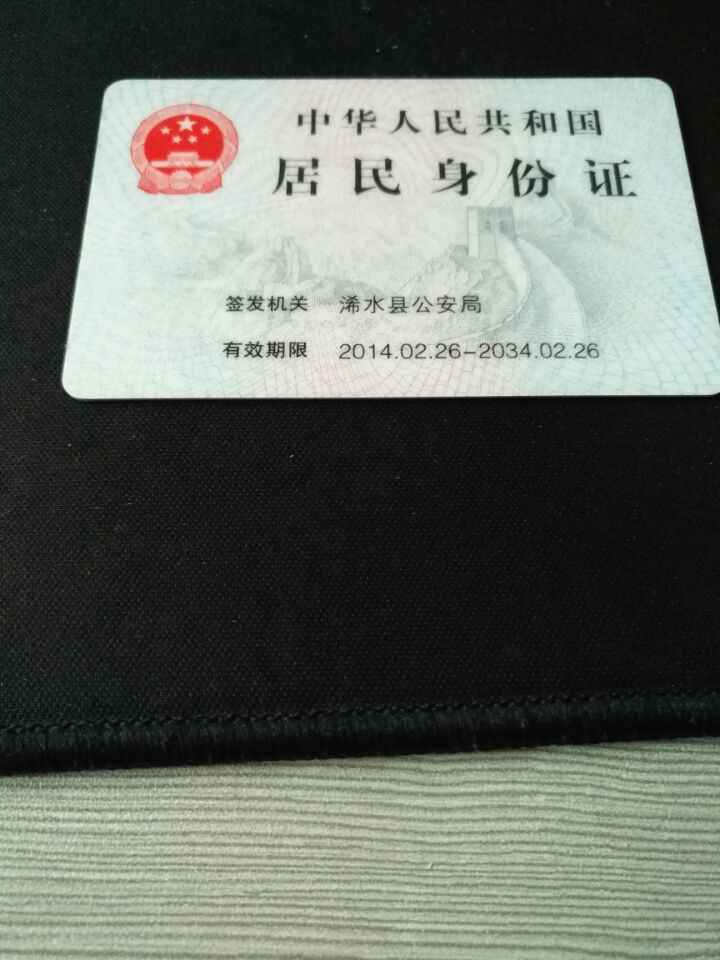 中华人民共和国
居民身份证
签发机关 浠水县公安局
有效期限 2014.02.26-2034.02.26